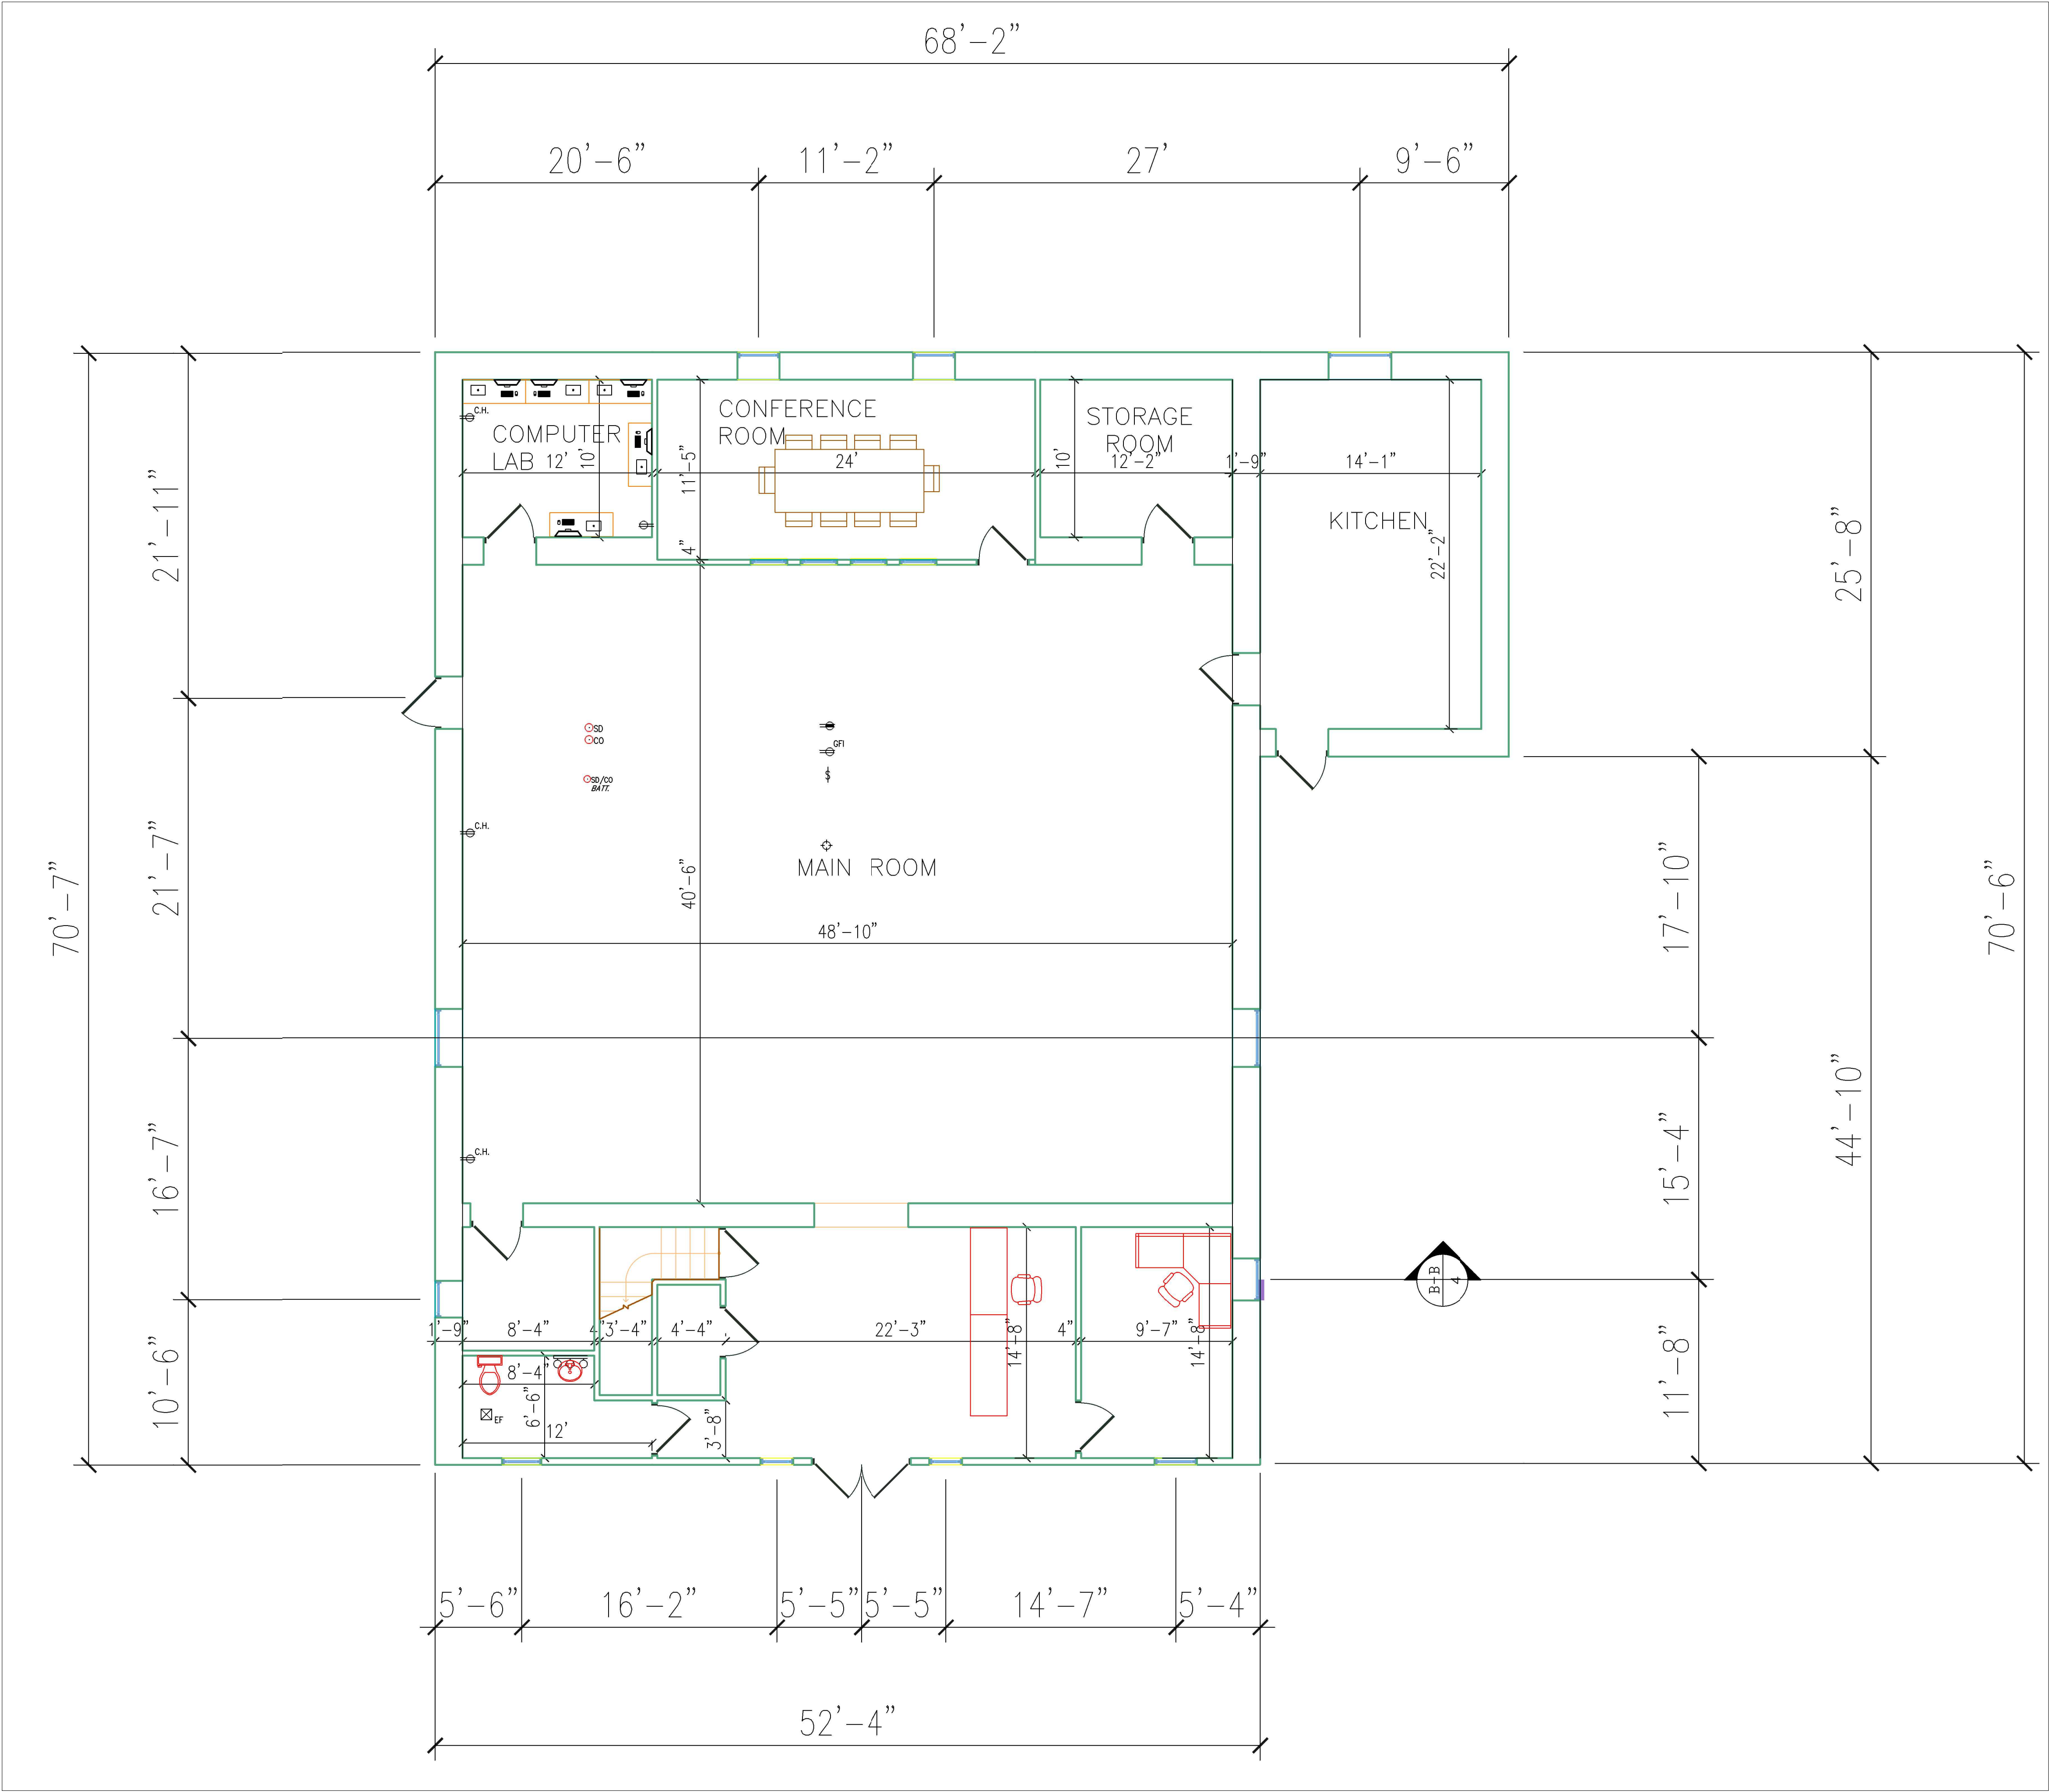 68'-2"
20'-6"
11'-2"
27'
9'-6"
C.H.
COMPUTER
LAB
12'
10'
CONFERENCE
ROOM
24'
11'-5"
4"
STORAGE
ROOM
10'
12'-2"
1'-9"
14'-1"
KITCHEN
22'-2"
21'-11"
25'-8"
SD
CO
SD/CO
BATT.
GFI
$
C.H.
MAIN ROOM
40'-6"
48'-10"
70'-7"
21'-7"
17'-10"
70'-6"
C.H.
16'-7"
15'-4"
44'-10"
B-B
4
1'-9"
8'-4"
4"
3'-4"
4'-4"
22'-3"
14'-8"
4"
9'-7"
14'-8"
8'-4"
6'-6"
EF
12'
3'-8"
10'-6"
11'-8"
5'-6"
16'-2"
5'-5"
5'-5"
14'-7"
5'-4"
52'-4"